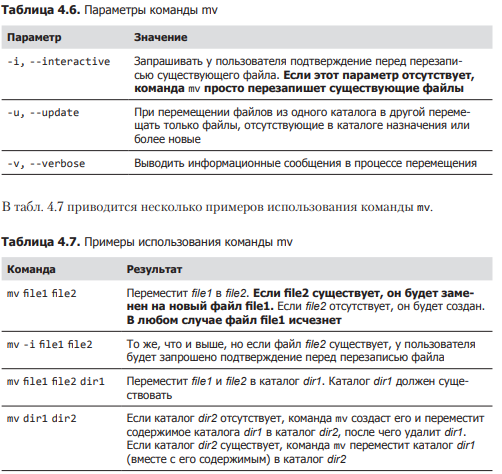 Таблица 4.6. Параметры команды mv
Параметр Значение
-i, --interactive Запрашивать у пользователя подтверждение перед перезапи-
сью существующего файла. Если этот параметр отсутствует,
команда mv просто перезапишет существующие файлы
-u, --update При перемещении файлов из одного каталога в другой переме-
щать только файлы, отсутствующие в каталоге назначения или
более новые
-v, --verbose Выводить информационные сообщения в процессе перемещения
В табл. 4.7 приводится несколько примеров использования команды mv.
Таблица 4.7. Примеры использования команды mv
Команда Результат
mv file1 file2 Переместит file1 в file2. Если file2 существует, он будет заме-
нен на новый файл file1. Если file2 отсутствует, он будет создан.
В любом случае файл file1 исчезнет
mv -i file1 file2 То же, что и выше, но если файл file2 существует, у пользователя
будет запрошено подтверждение перед перезаписью файла
mv file1 file2 dir1 Переместит file1 и file2 в каталог dir1. Каталог dir1 должен суще-
ствовать
mv dir1 dir2 Если каталог dir2 отсутствует, команда mv создаст его и переместит
содержимое каталога dir1 в каталог dir2, после чего удалит dir1.
Если каталог dir2 существует, команда mv переместит каталог dir1
(вместе с его содержимым) в каталог dir2